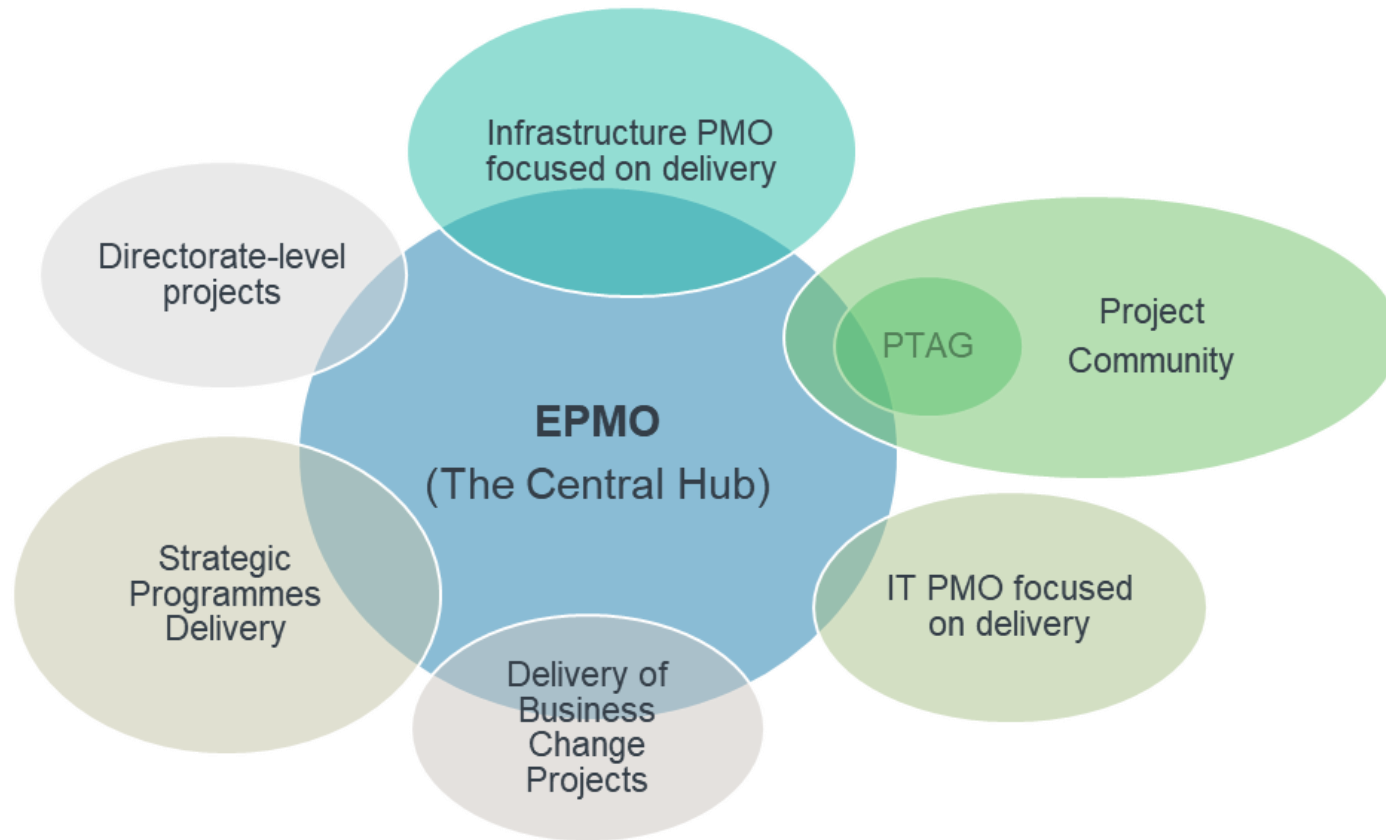 Infrastructure PMO
focused on delivery
Directorate-level
projects
Project
Community
PTAG
EPMO
(The Central Hub)
Strategic
Programmes
Delivery
IT PMO focused
on delivery
Delivery of
Business
Change
Projects